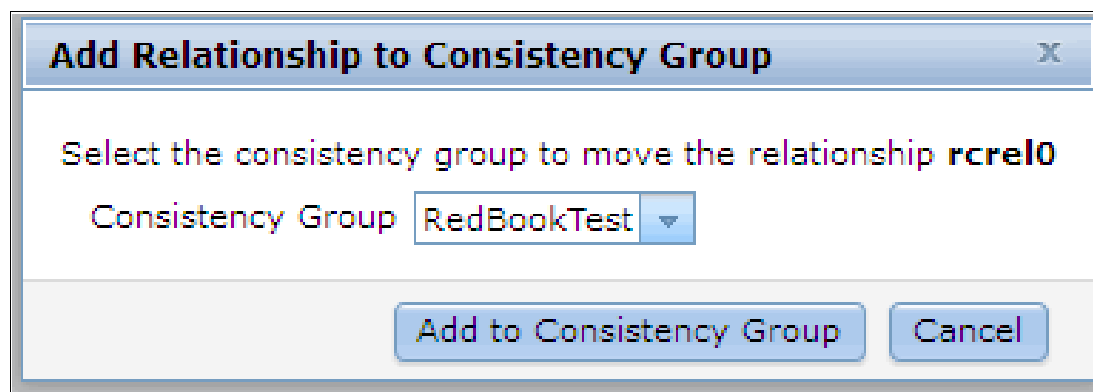 Add Relationship to Consistency Group x
Select the consistency group to move the relationship rcrel0
Consistency Group RedBookTest
Add to Consistency Group Cancel